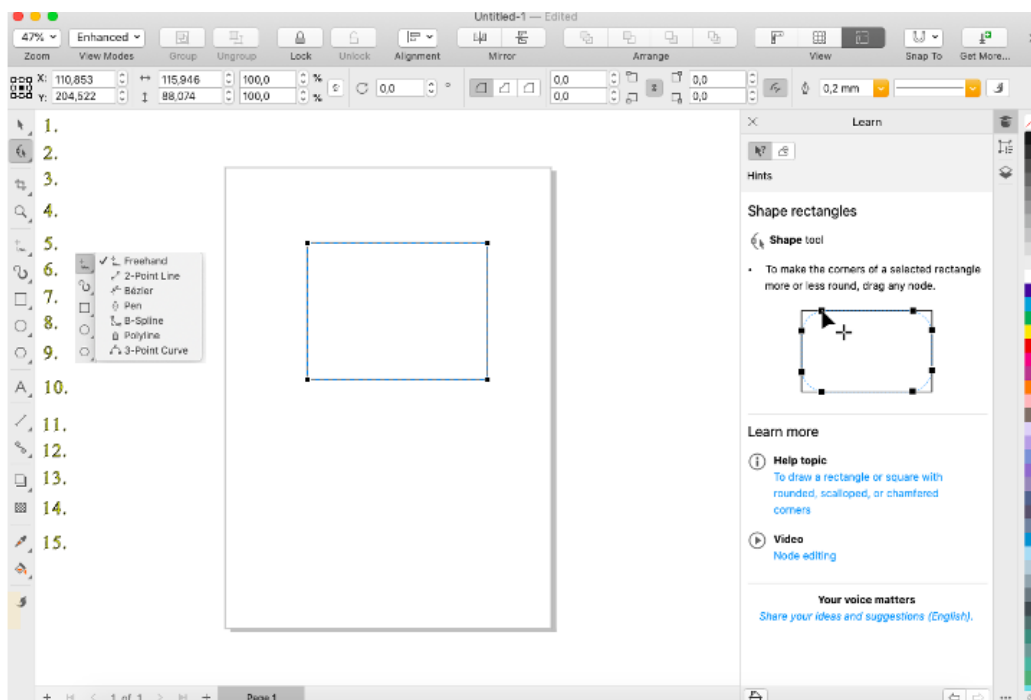 Untitled-1 — Edited
47% Enhanced
Zoom View Modes Group Ungroup Lock Unlock Alignment Mirror Arrange View Snap To Get More...
X: 110,853 115,946 100,0 % 0,0 ° 0,0 0,0 0,2 mm
Y: 204,522 88,074 100,0 % 0,0 0,0
1.
2.
3.
4.
5.
6.
7.
8.
9.
10.
11.
12.
13.
14.
15.
Freehand
2-Point Line
Bézier
Pen
B-Spline
Polyline
3-Point Curve
Learn
Hints
Shape rectangles
Shape tool
• To make the corners of a selected rectangle
more or less round, drag any node.
Learn more
Help topic
To draw a rectangle or square with
rounded, scalloped, or chamfered
corners
Video
Node editing
Your voice matters
Share your ideas and suggestions (English).
1 of 1 Page 1